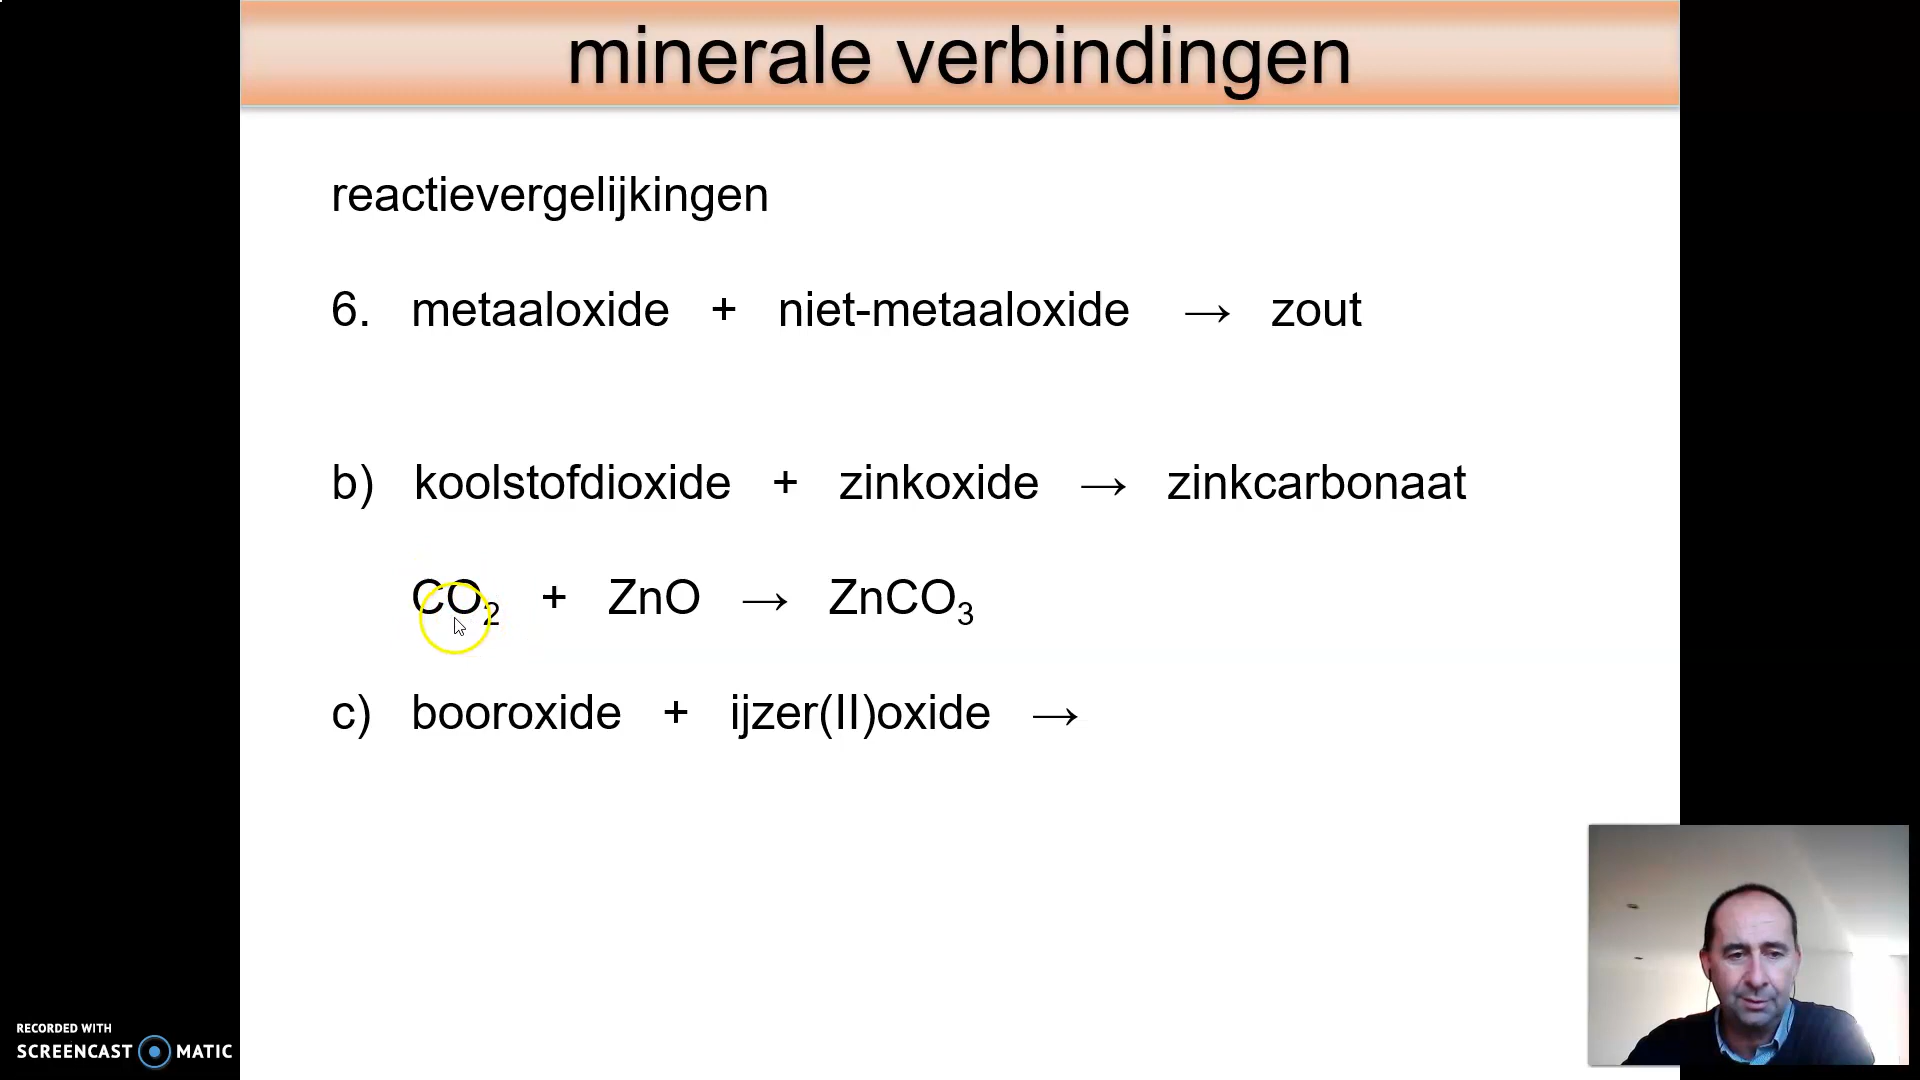 minerale verbindingen
reactievergelijkingen
6. metaaloxide + niet-metaaloxide → zout
b) koolstofdioxide + zinkoxide → zinkcarbonaat
CO₂ + ZnO → ZnCO₃
c) booroxide + ijzer(II)oxide →
RECORDED WITH
SCREENCAST MATIC